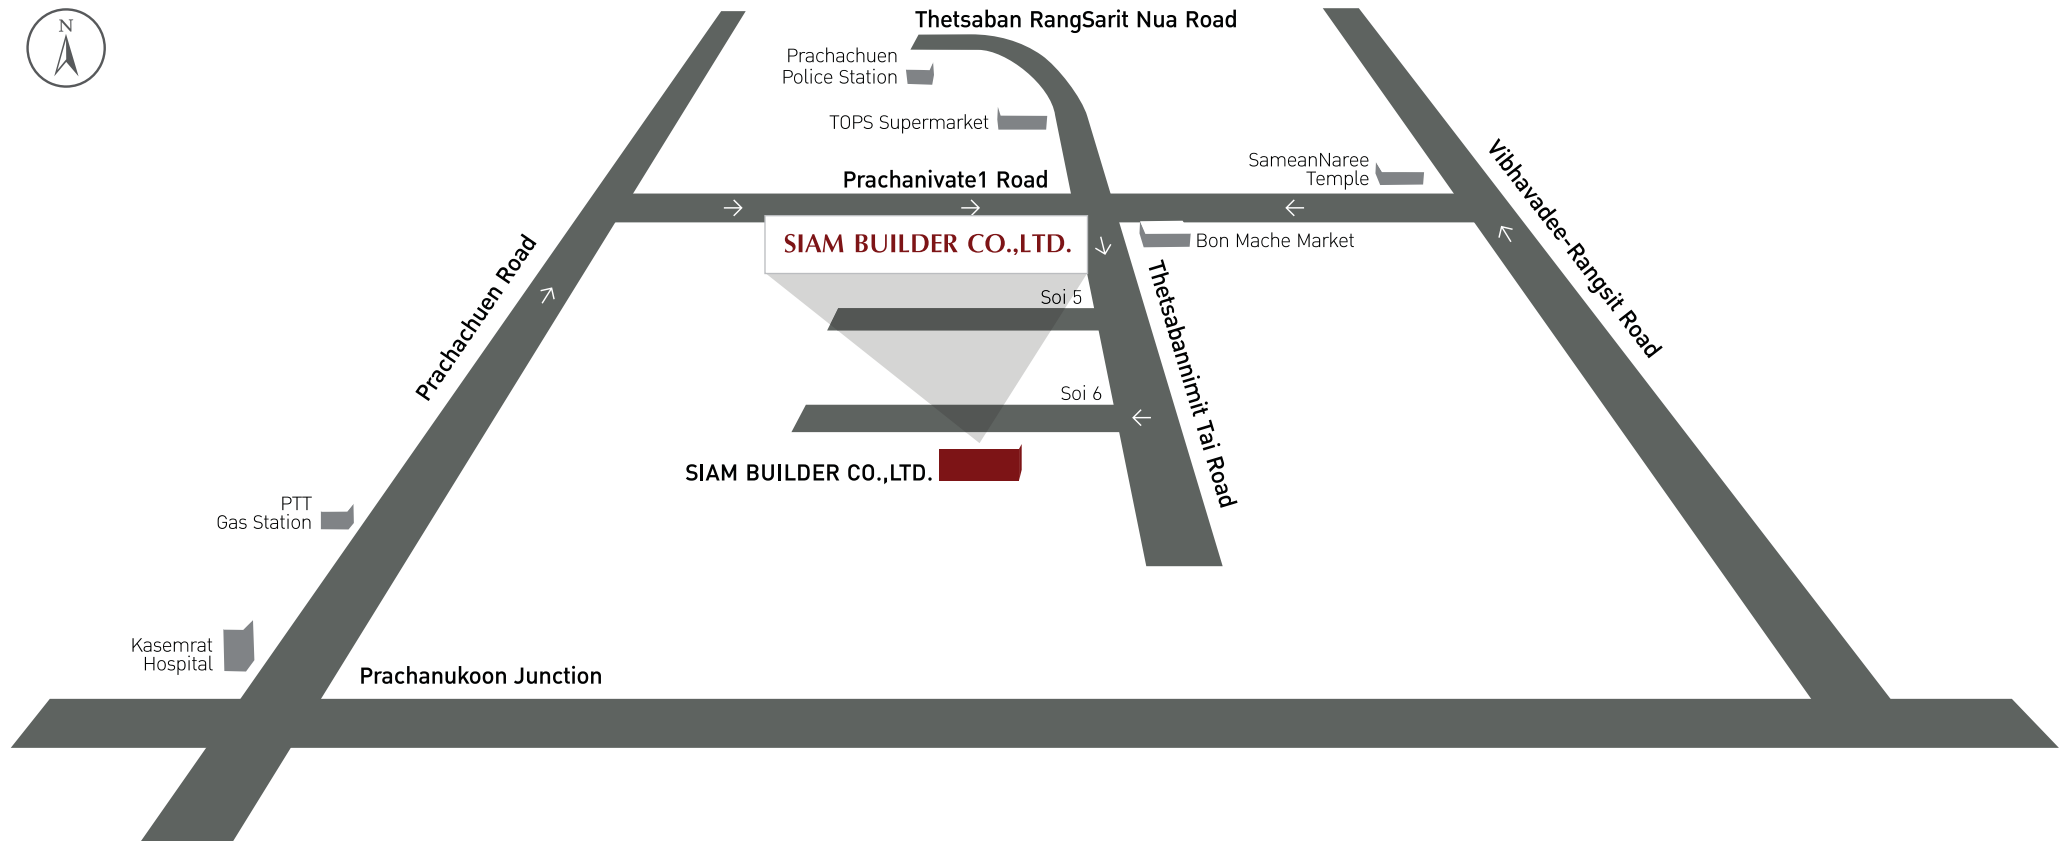 N
Thetsaban RangSarit Nua Road
Prachachuen
Police Station
TOPS Supermarket
SameanNaree
Temple
Prachanivate1 Road
Vibhavadee-Rangsit Road
SIAM BUILDER CO.,LTD.
Bon Mache Market
Prachachuen Road
Soi 5
Thetsabannimit Tai Road
Soi 6
SIAM BUILDER CO.,LTD.
PTT
Gas Station
Kasemrat
Hospital
Prachanukoon Junction